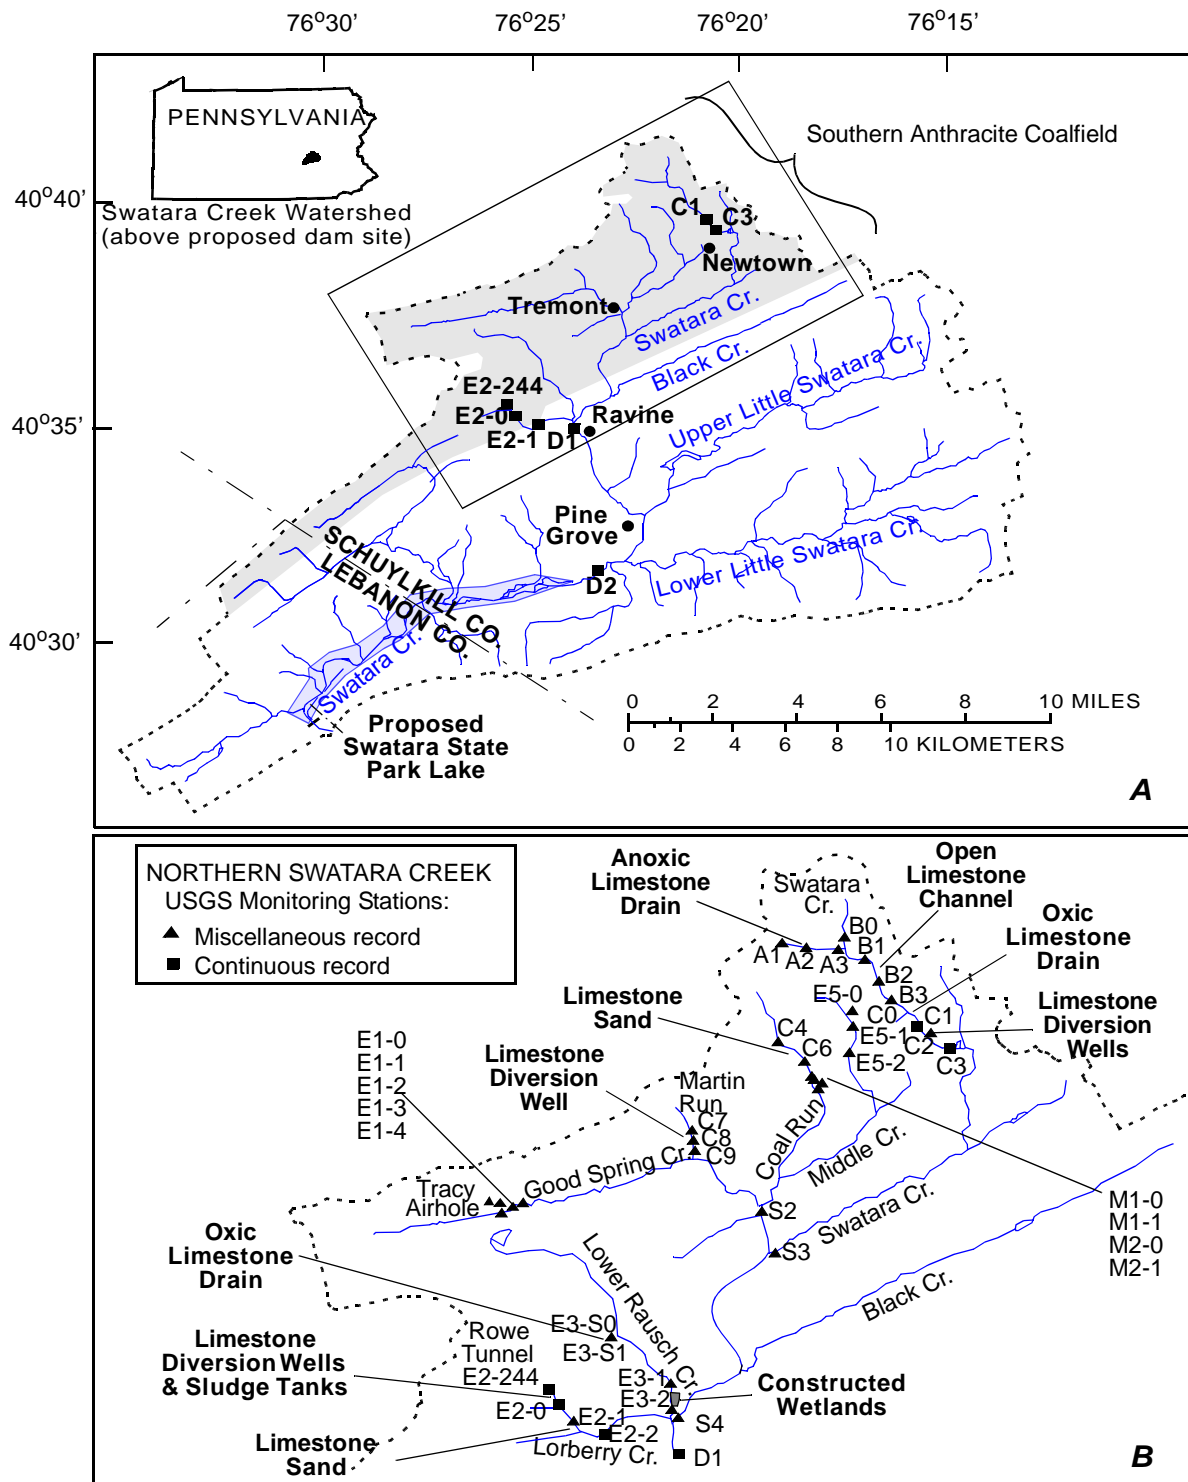 76°30’ 76°25’ 76°20’ 76°15’
A
PENNSYLVANIA
Southern Anthracite Coalfield
40°40’
Swatara Creek Watershed
(above proposed dam site)
C1
C3
Newtown
Tremont
Swatara Cr.
Black Cr.
Upper Little Swatara Cr.
E2-244
E2-0
E2-1
D1
Ravine
40°35’
Pine
Grove
Lower Little Swatara Cr.
D2
SCHUYLKILL CO.
LEBANON CO.
40°30’
Swatara Cr.
Proposed
Swatara State
Park Lake
0 2 4 6 8 10 MILES
0 2 4 6 8 10 KILOMETERS
A
NORTHERN SWATARA CREEK
USGS Monitoring Stations:
Miscellaneous record
Continuous record
Anoxic
Limestone
Drain
Swatara
Cr.
Open
Limestone
Channel
Oxic
Limestone
Drain
B0
A1
A2
A3
B1
B2
B3
E5-0
C0
C1
E5-1
C2
E5-2
C3
Limestone
Diversion
Wells
Limestone
Sand
C4
C6
E1-0
E1-1
E1-2
E1-3
E1-4
Limestone
Diversion
Well
Martin
Run
C7
C8
C9
Coal Run
Middle Cr.
Good Spring Cr.
Tracy
Airhole
M1-0
M1-1
M2-0
M2-1
S2
S3
Swatara Cr.
Black Cr.
Oxic
Limestone
Drain
Lower Rausch Cr.
E3-S0
E3-S1
Rowe
Tunnel
E2-244
Limestone
Diversion Wells
& Sludge Tanks
E3-1
E3-2
Constructed
Wetlands
E2-0
E2-1
E2-2
S4
Limestone
Sand
Lorberry Cr.
D1
B